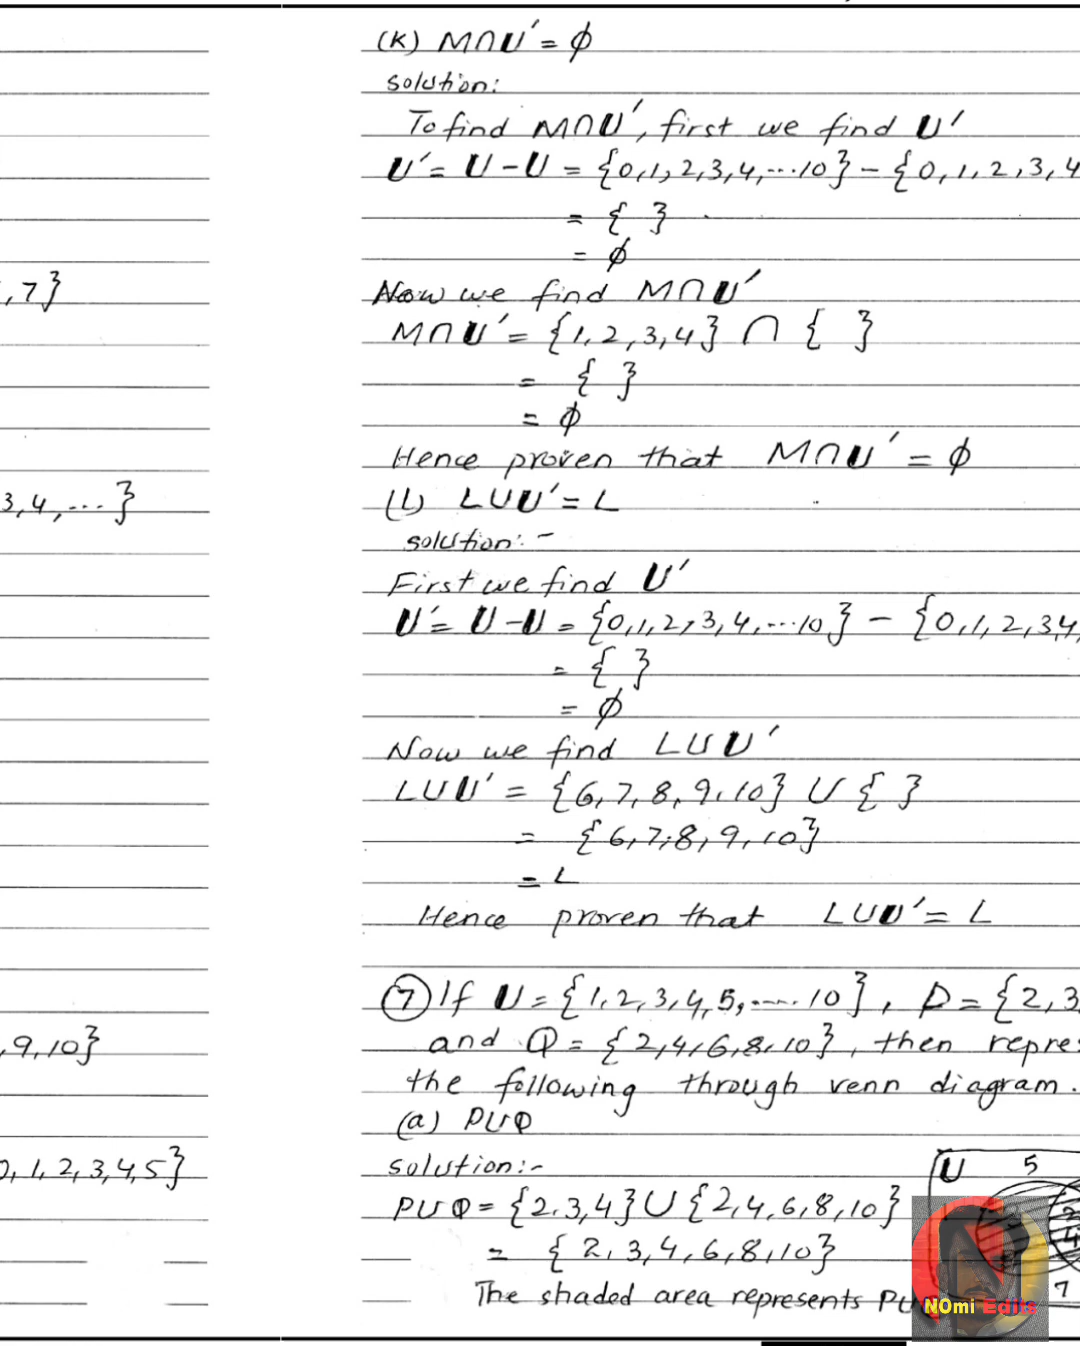 ,7}
3,4,...}
,9,10}
0,1,2,3,4,5}
(K) M∩U′=ϕ
solution:
To find M∩U′, first we find U′
U′= U-U = {0,1,2,3,4,...10} - {0,1,2,3,4
= { }
= ϕ
Now we find M∩U′
M∩U′= {1,2,3,4} ∩ { }
= { }
= ϕ
Hence proven that M∩U′ = ϕ
(L) L∪U′= L
solution:-
First we find U′
U′= U-U = {0,1,2,3,4,...10} - {0,1,2,3,4,
= { }
= ϕ
Now we find L∪U′
L∪U′ = {6,7,8,9,10} ∪ { }
= {6,7,8,9,10}
= L
Hence proven that L∪U′= L
7 If U={1,2,3,4,5,.....10}, P={2,3
and Q= {2,4,6,8,10}, then repre
the following through venn diagram.
(a) P∪Q
solution:-
P∪Q= {2,3,4}∪{2,4,6,8,10}
= {2,3,4,6,8,10}
The shaded area represents P∪
U 5
2
4
7
NOmi Edits